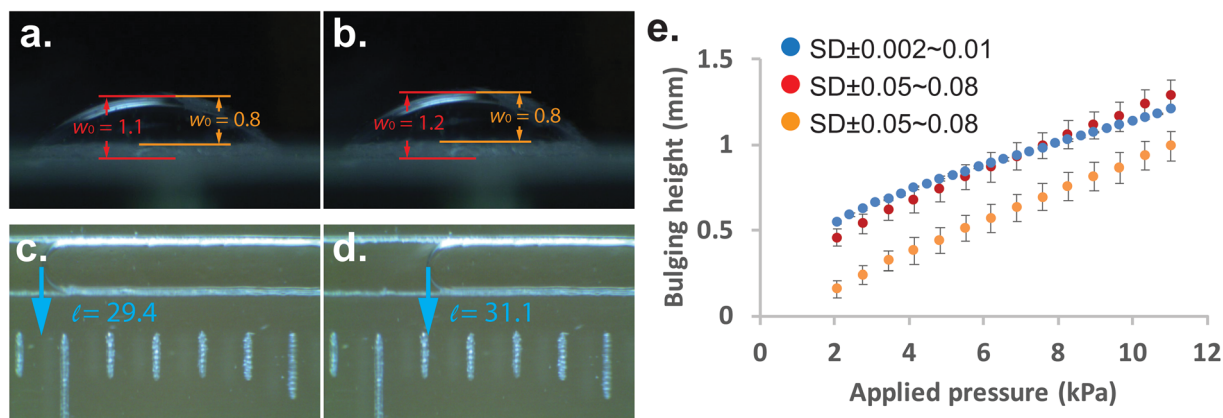 a.
w₀ = 1.1
w₀ = 0.8
b.
w₀ = 1.2
w₀ = 0.8
c.
ℓ = 29.4
d.
ℓ = 31.1
e.
SD±0.002~0.01
SD±0.05~0.08
SD±0.05~0.08
Bulging height (mm)
1.5
1
0.5
0
0 2 4 6 8 10 12
Applied pressure (kPa)